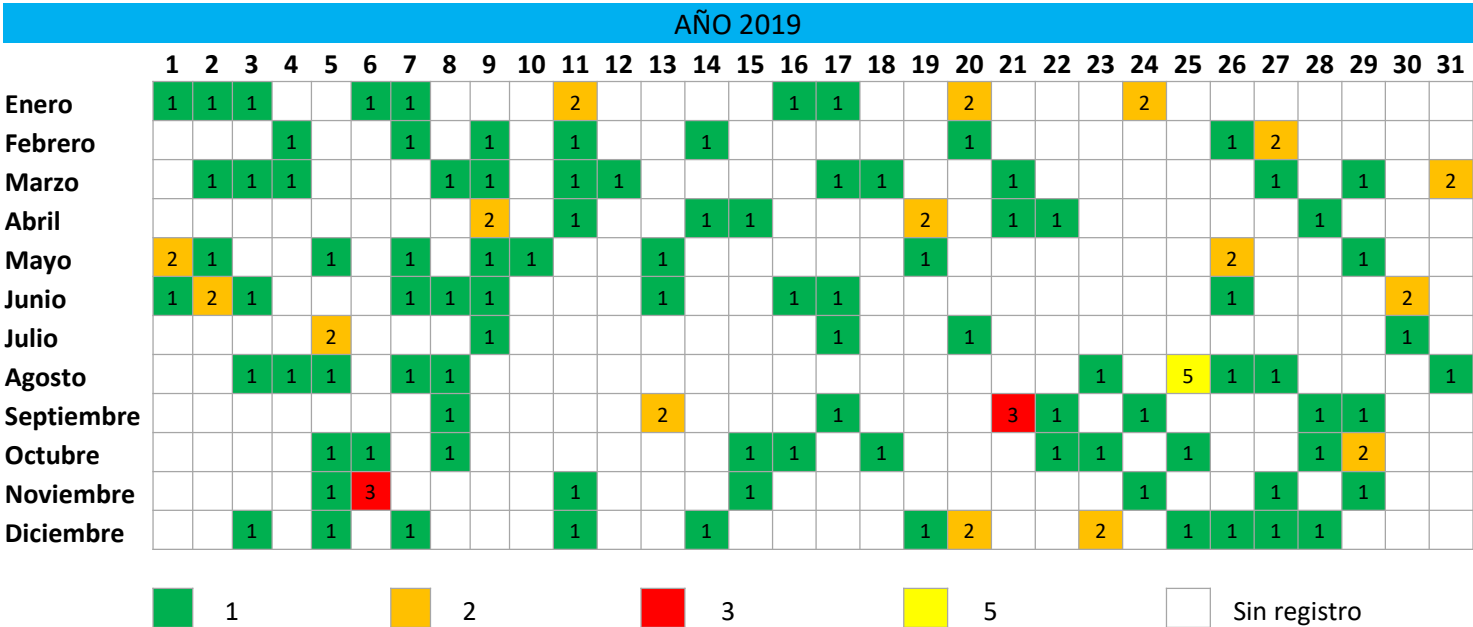 AÑO 2019
1 2 3 4 5 6 7 8 9 10 11 12 13 14 15 16 17 18 19 20 21 22 23 24 25 26 27 28 29 30 31
Enero 1 1 1 1 1 2 1 1 2 2
Febrero 1 1 1 1 1 1 1 2
Marzo 1 1 1 1 1 1 1 1 1 1 1 1 2
Abril 2 1 1 1 2 1 1 1
Mayo 2 1 1 1 1 1 1 1 2 1
Junio 1 2 1 1 1 1 1 1 1 1 2
Julio 2 1 1 1 1
Agosto 1 1 1 1 1 1 5 1 1 1
Septiembre 1 2 1 3 1 1 1 1
Octubre 1 1 1 1 1 1 1 1 1 1 2
Noviembre 1 3 1 1 1 1 1
Diciembre 1 1 1 1 1 1 2 2 1 1 1 1
1 2 3 5 Sin registro